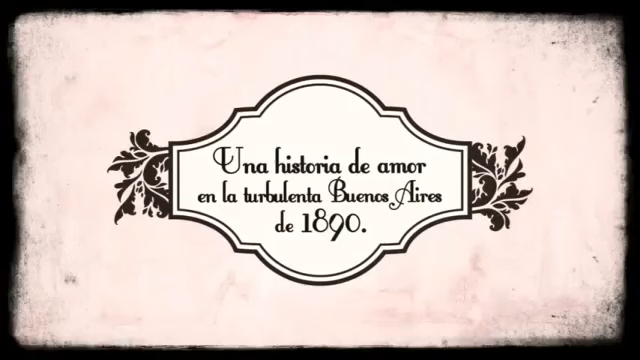 Una historia de amor
en la turbulenta Buenos Aires
de 1890.